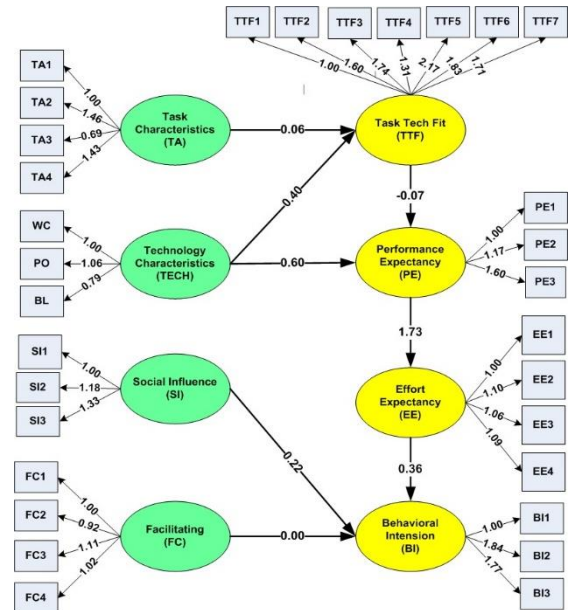 TTF1
TTF2
TTF3
TTF4
TTF5
TTF6
TTF7
1.00
1.60
1.74
1.31
2.17
1.83
1.71
TA1
TA2
TA3
TA4
1.00
1.46
0.69
1.43
Task
Characteristics
(TA)
0.06
Task Tech Fit
(TTF)
0.40
-0.07
WC
PO
BL
1.00
1.06
0.79
Technology
Characteristics
(TECH)
0.60
Performance
Expectancy
(PE)
1.00
1.17
1.60
PE1
PE2
PE3
1.73
SI1
SI2
SI3
1.00
1.18
1.33
Social Influence
(SI)
0.22
Effort
Expectancy
(EE)
1.00
1.10
1.06
1.09
EE1
EE2
EE3
EE4
0.36
FC1
FC2
FC3
FC4
1.00
0.92
1.11
1.02
Facilitating
(FC)
0.00
Behavioral
Intension
(BI)
1.00
1.84
1.77
BI1
BI2
BI3